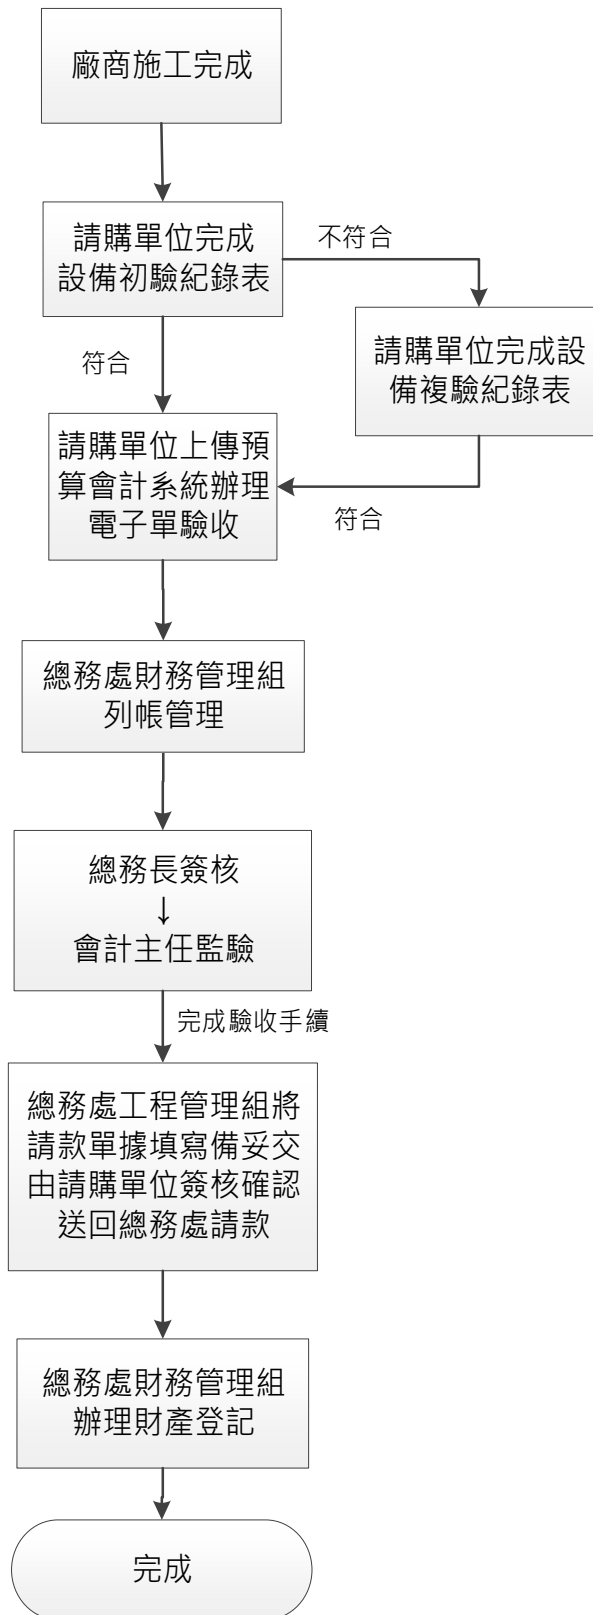 廠商施工完成
請購單位完成
設備初驗紀錄表
不符合
符合
請購單位完成設
備複驗紀錄表
請購單位上傳預
算會計系統辦理
電子單驗收
符合
總務處財務管理組
列帳管理
總務長簽核
↓
會計主任監驗
完成驗收手續
總務處工程管理組將
請款單據填寫備妥交
由請購單位簽核確認
送回總務處請款
總務處財務管理組
辦理財產登記
完成